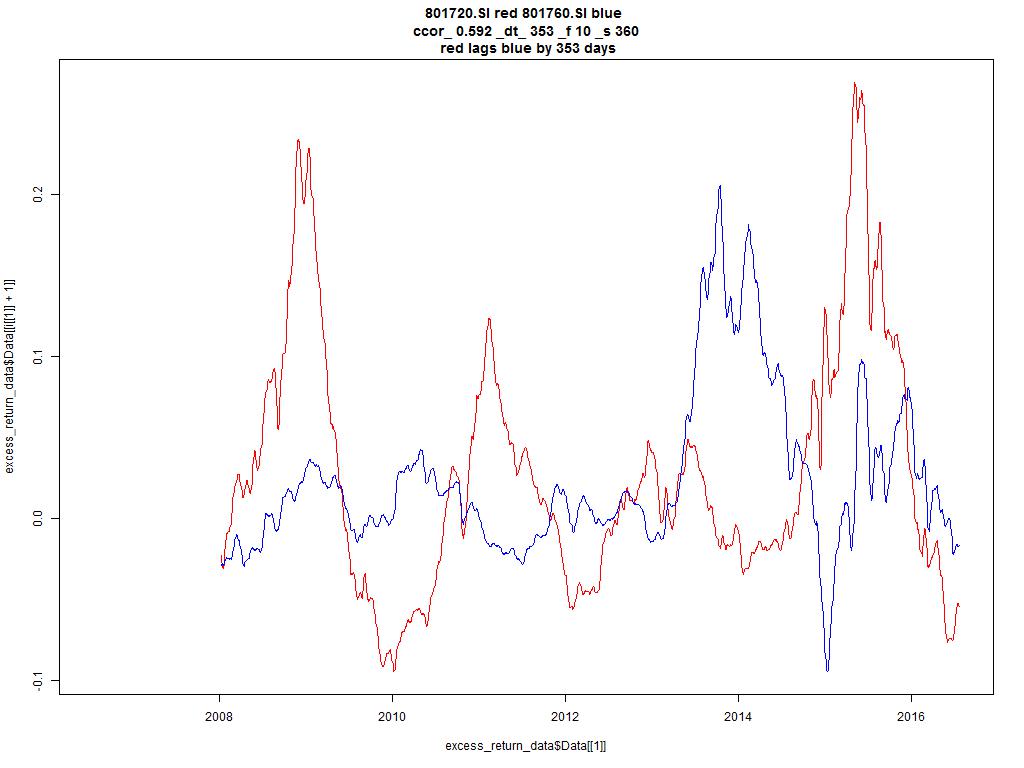 801720.SI red 801760.SI blue
ccor_ 0.592 _dt_ 353 _f 10 _s 360
red lags blue by 353 days
excess_return_data$Data[[i[[1]] + 1]]
0.2
0.1
0.0
-0.1
2008 2010 2012 2014 2016
excess_return_data$Data[[1]]